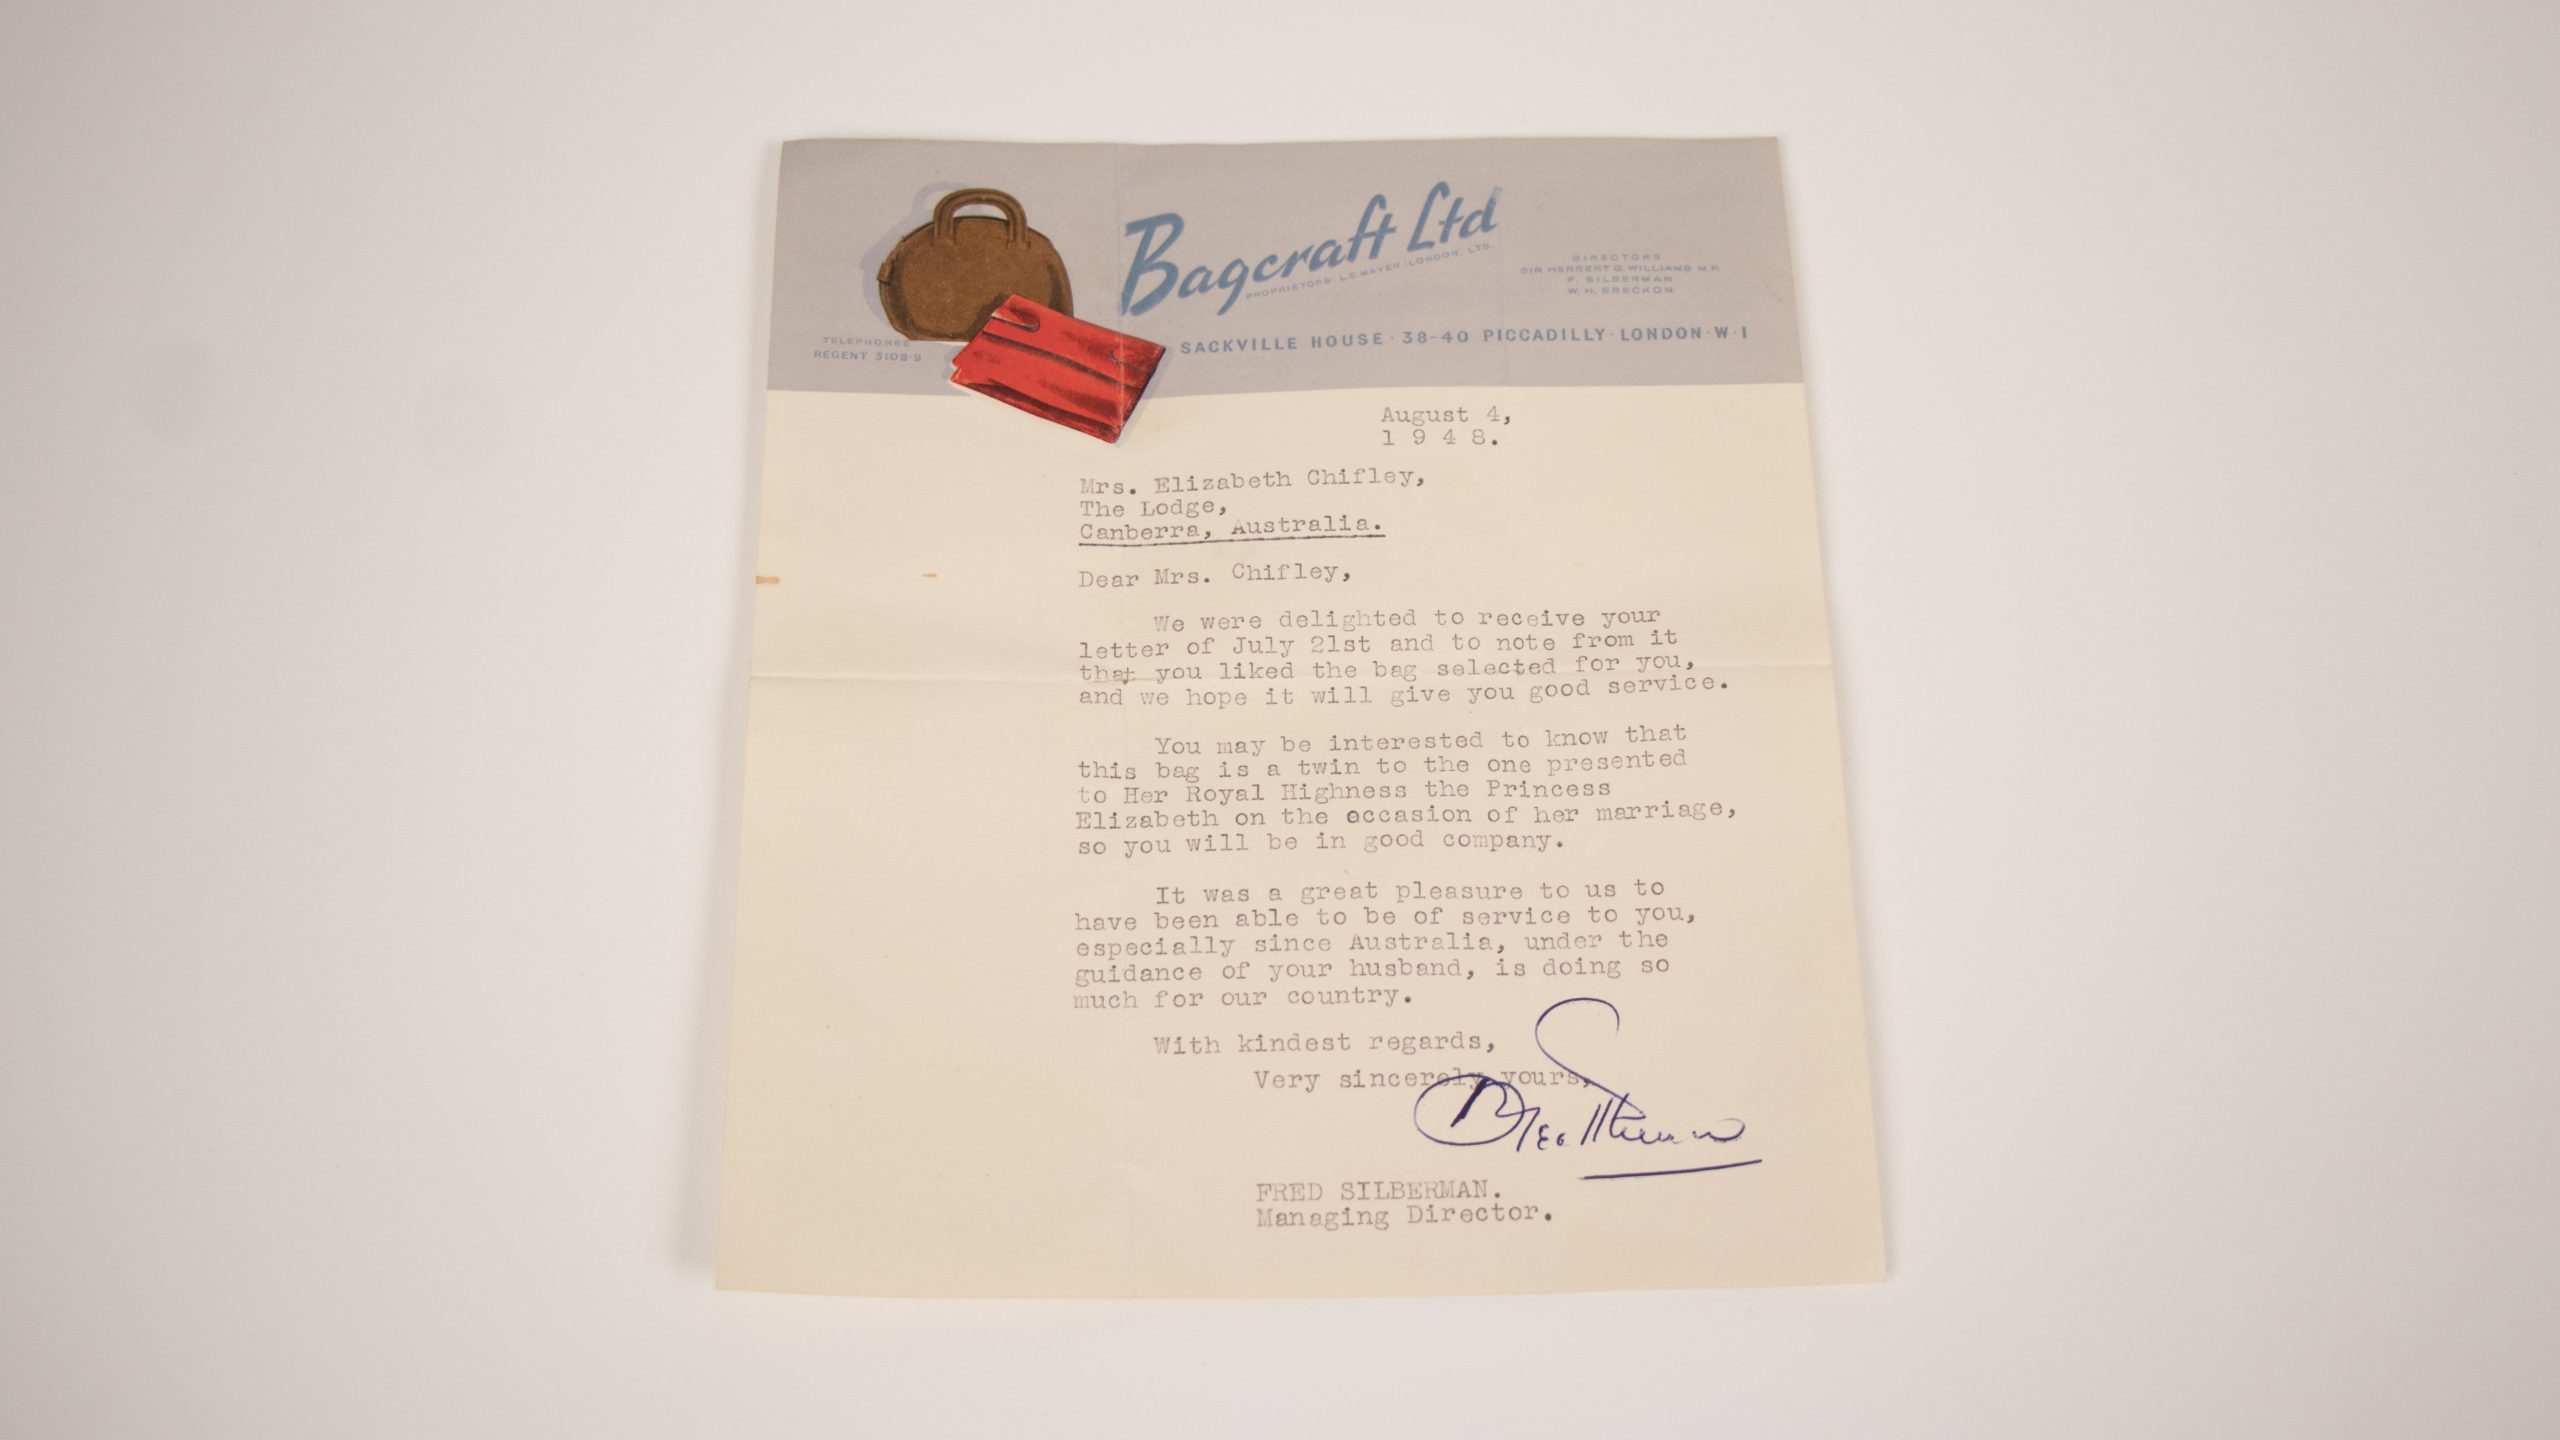 Bagcraft Ltd
PROPRIETORS: L.S. MAYER (LONDON) LTD.
DIRECTORS
SIR HERBERT G. WILLIAMS M.P.
F. SILBERMAN
W. H. BRECKON
TELEPHONES
REGENT 3108-9
SACKVILLE HOUSE · 38-40 PICCADILLY · LONDON · W · 1
August 4,
1 9 4 8.
Mrs. Elizabeth Chifley,
The Lodge,
Canberra, Australia.
Dear Mrs. Chifley,
We were delighted to receive your
letter of July 21st and to note from it
that you liked the bag selected for you,
and we hope it will give you good service.
You may be interested to know that
this bag is a twin to the one presented
to Her Royal Highness the Princess
Elizabeth on the occasion of her marriage,
so you will be in good company.
It was a great pleasure to us to
have been able to be of service to you,
especially since Australia, under the
guidance of your husband, is doing so
much for our country.
With kindest regards,
Very sincerely yours,
FRED SILBERMAN.
Managing Director.